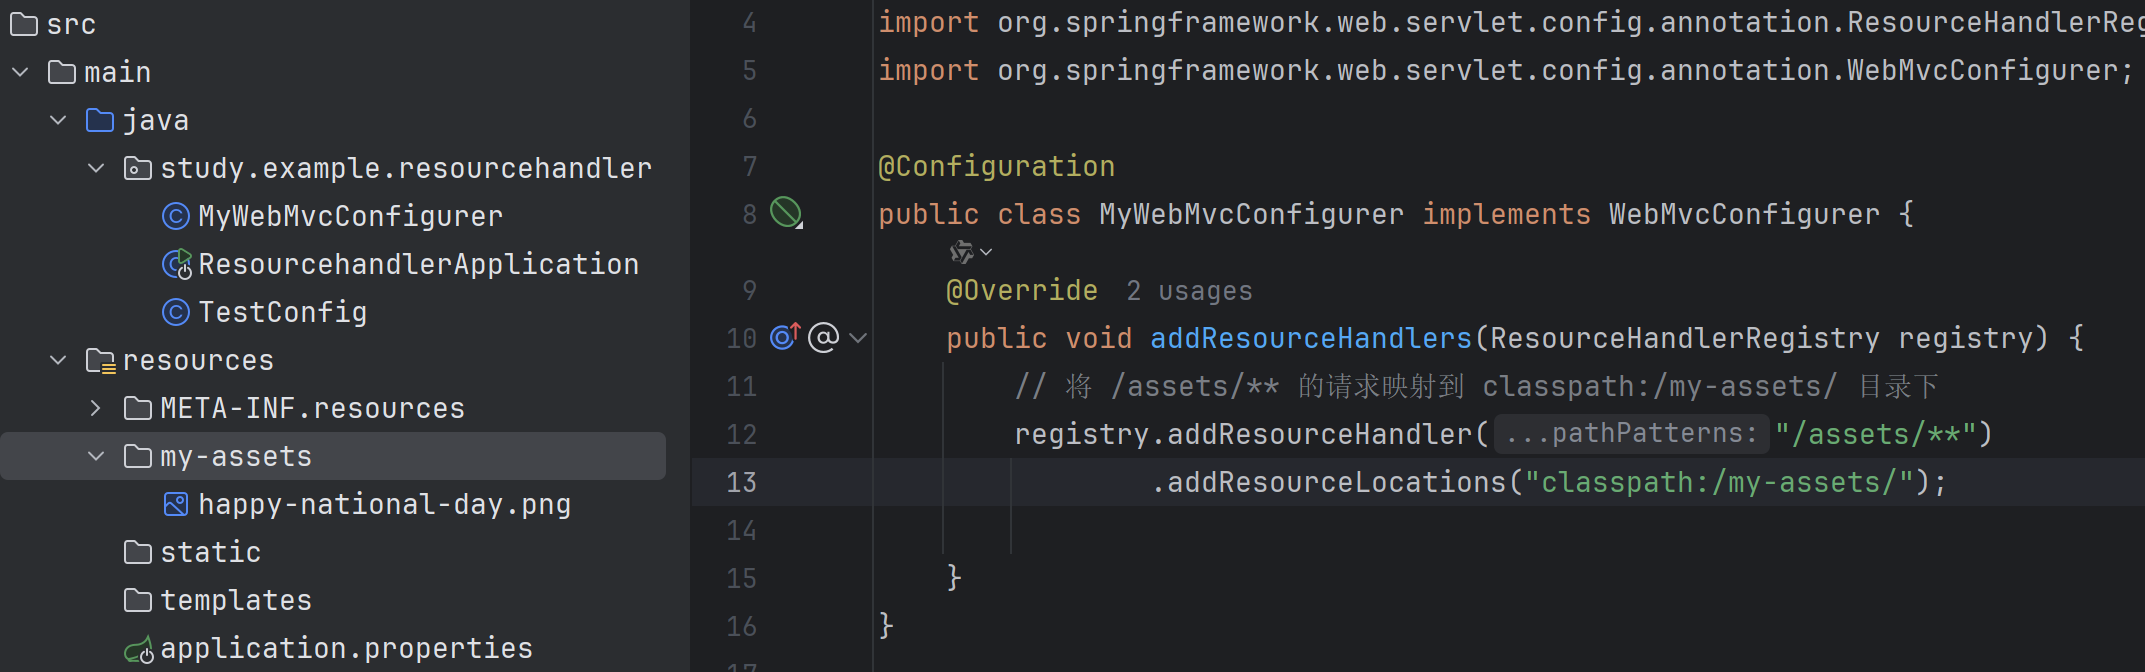 src
main
java
study.example.resourcehandler
MyWebMvcConfigurer
ResourcehandlerApplication
TestConfig
resources
META-INF.resources
my-assets
happy-national-day.png
static
templates
application.properties
4 import org.springframework.web.servlet.config.annotation.ResourceHandlerReg
5 import org.springframework.web.servlet.config.annotation.WebMvcConfigurer;
6
7 @Configuration
8 public class MyWebMvcConfigurer implements WebMvcConfigurer {
9 @Override 2 usages
10 public void addResourceHandlers(ResourceHandlerRegistry registry) {
11 // 将 /assets/** 的请求映射到 classpath:/my-assets/ 目录下
12 registry.addResourceHandler( ...pathPatterns: "/assets/**")
13 .addResourceLocations("classpath:/my-assets/");
14
15 }
16 }
17